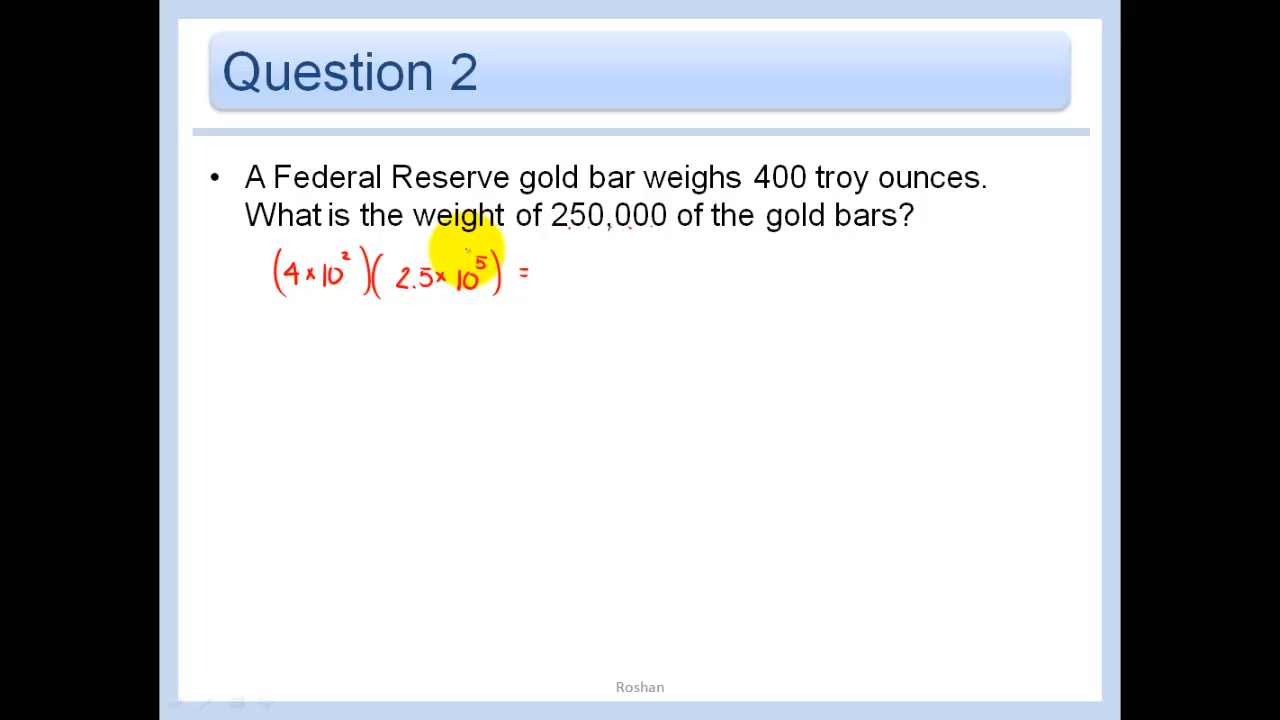 Question 2
• A Federal Reserve gold bar weighs 400 troy ounces.
What is the weight of 250,000 of the gold bars?
(4 × 10²)( 2.5 × 10⁵) =
Roshan